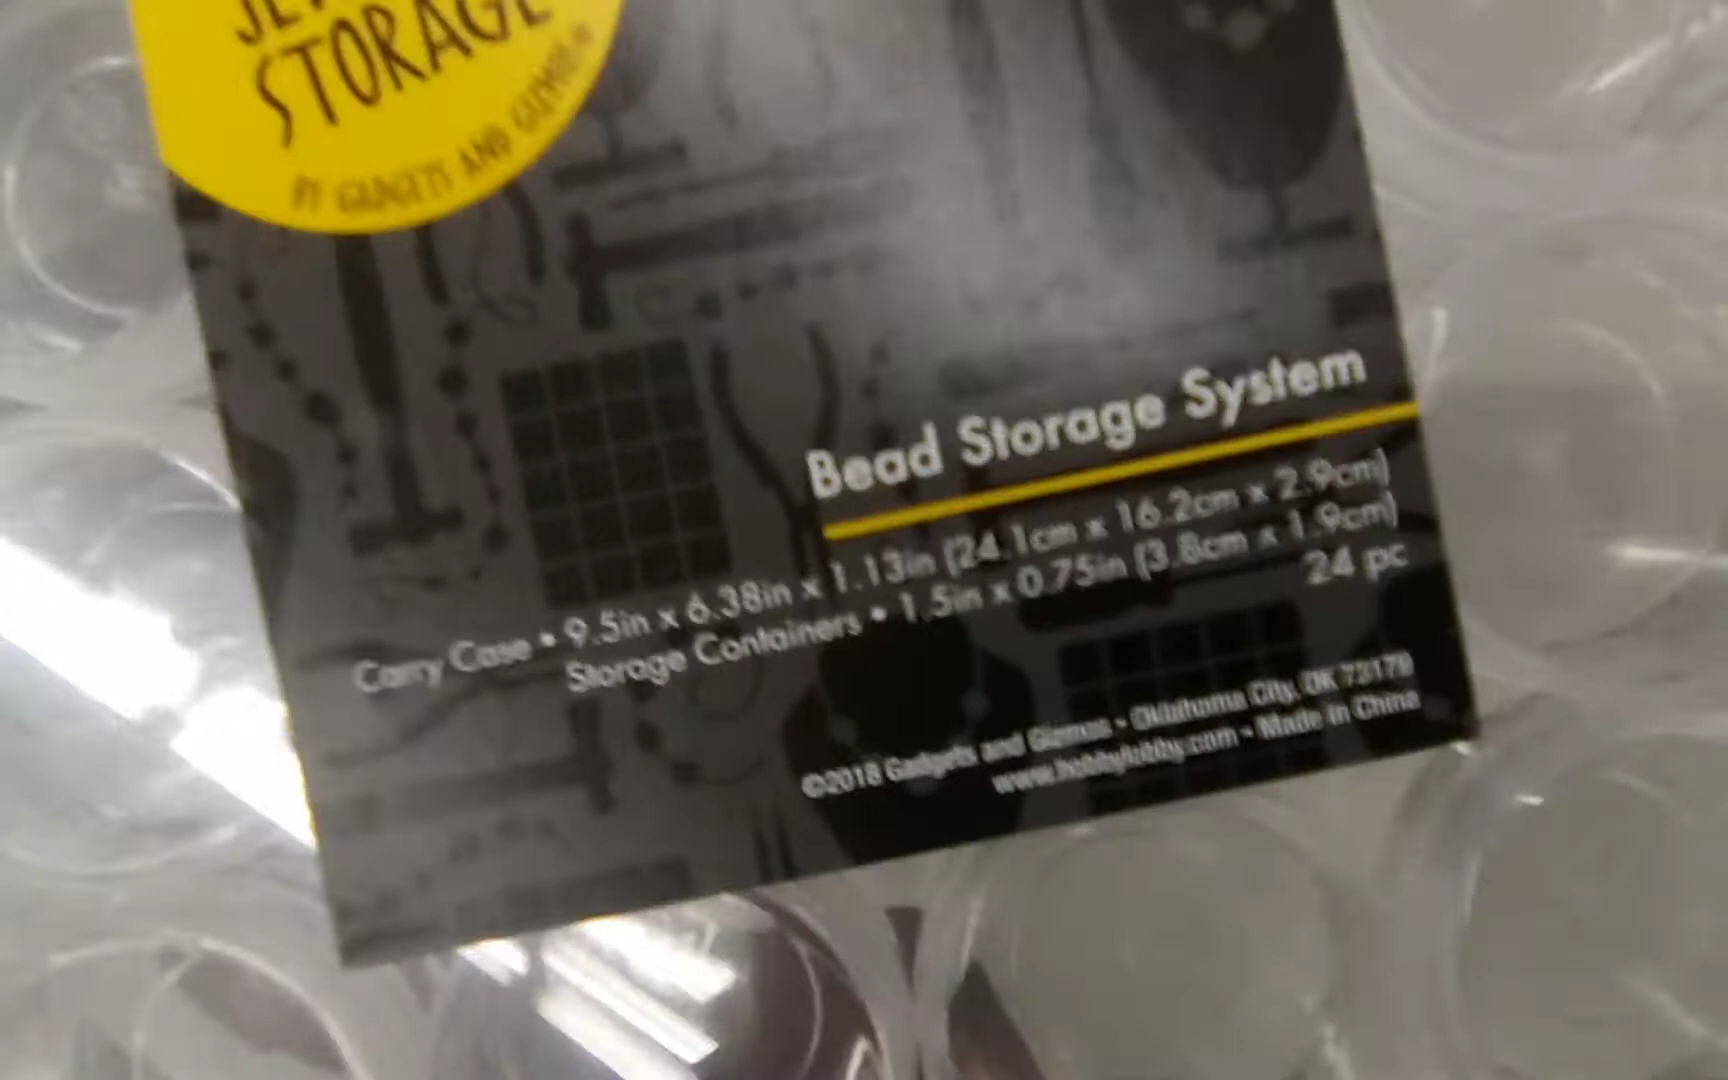 STORAGE
BY GADGETS AND GIZMOS®
Bead Storage System
Carry Case • 9.5in x 6.38in x 1.13in (24.1cm x 16.2cm x 2.9cm)
Storage Containers • 1.5in x 0.75in (3.8cm x 1.9cm)
24 pc
©2018 Gadgets and Gizmos • Oklahoma City, OK 73179
www.hobbylobby.com • Made in China